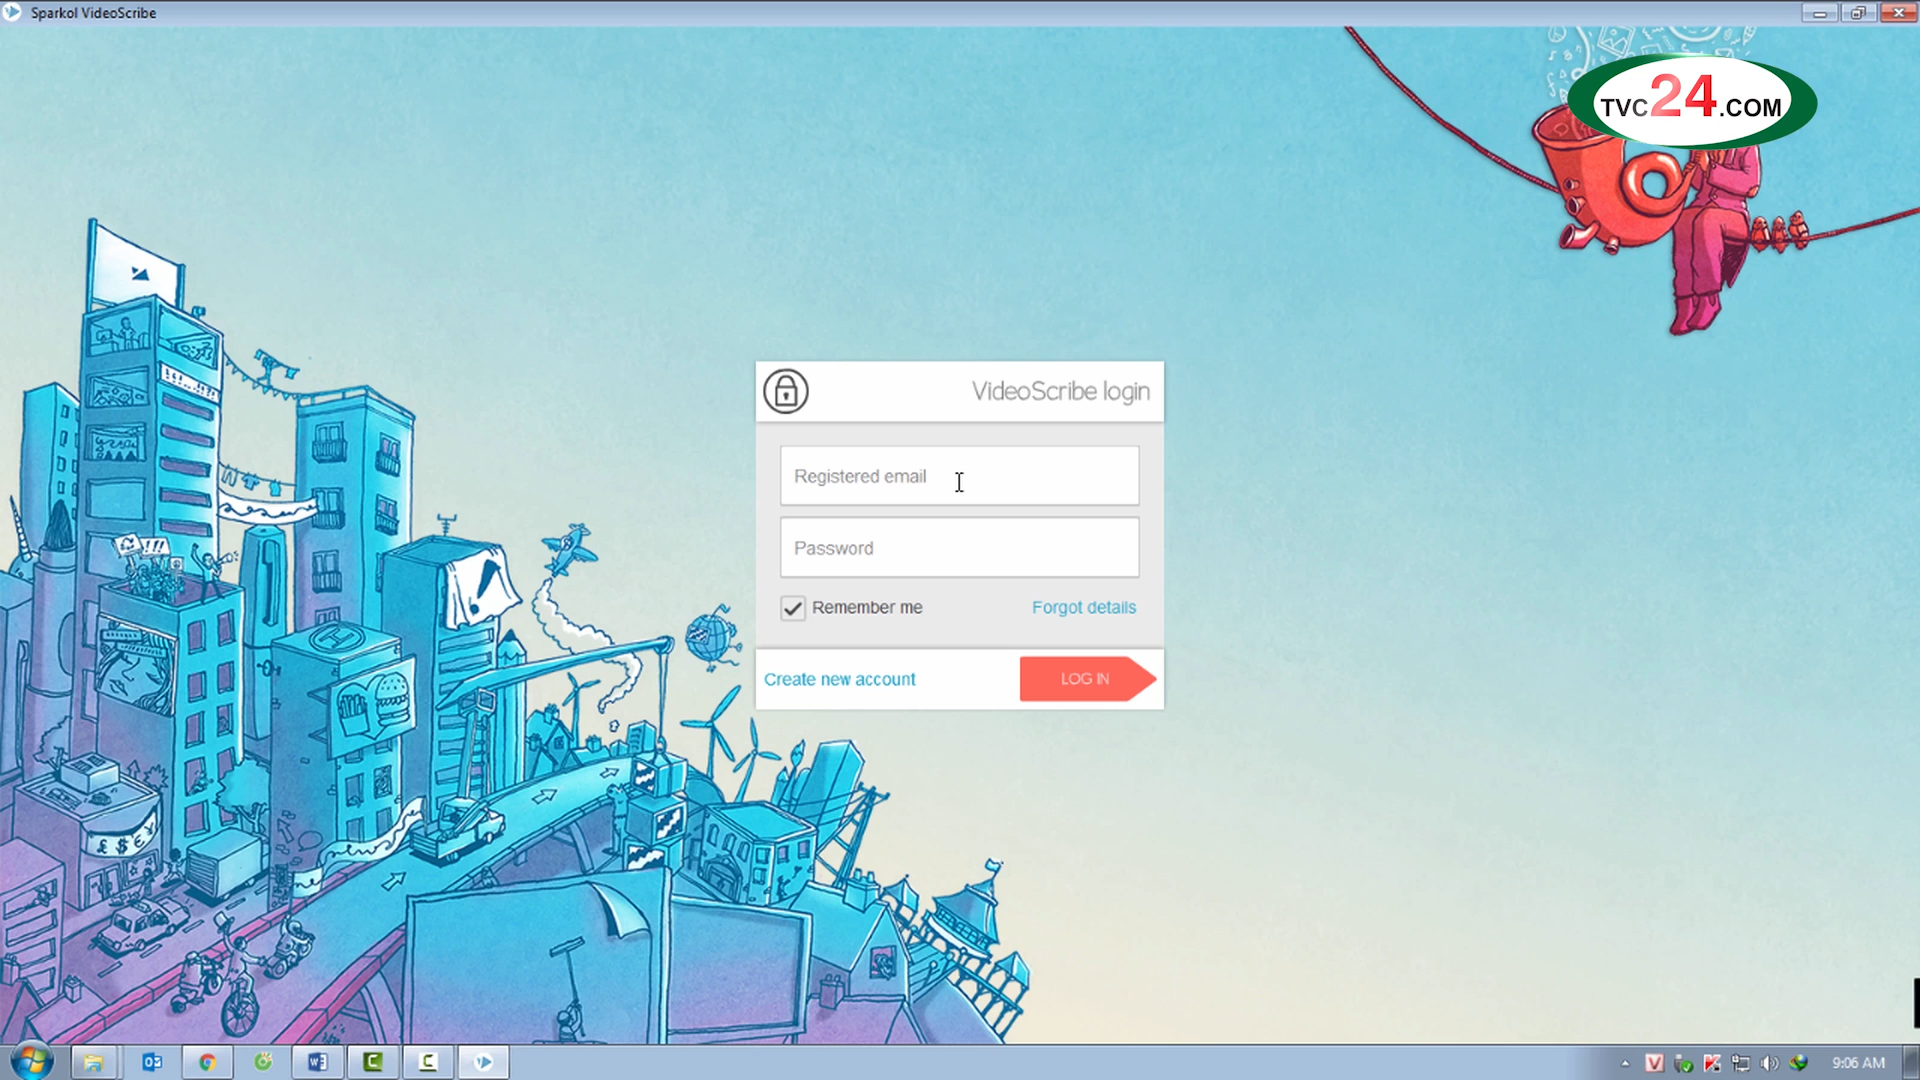 Sparkol VideoScribe
TVC24.COM
VideoScribe login
Registered email
Password
Remember me
Forgot details
Create new account
LOG IN
£ $ € ¥
9:06 AM